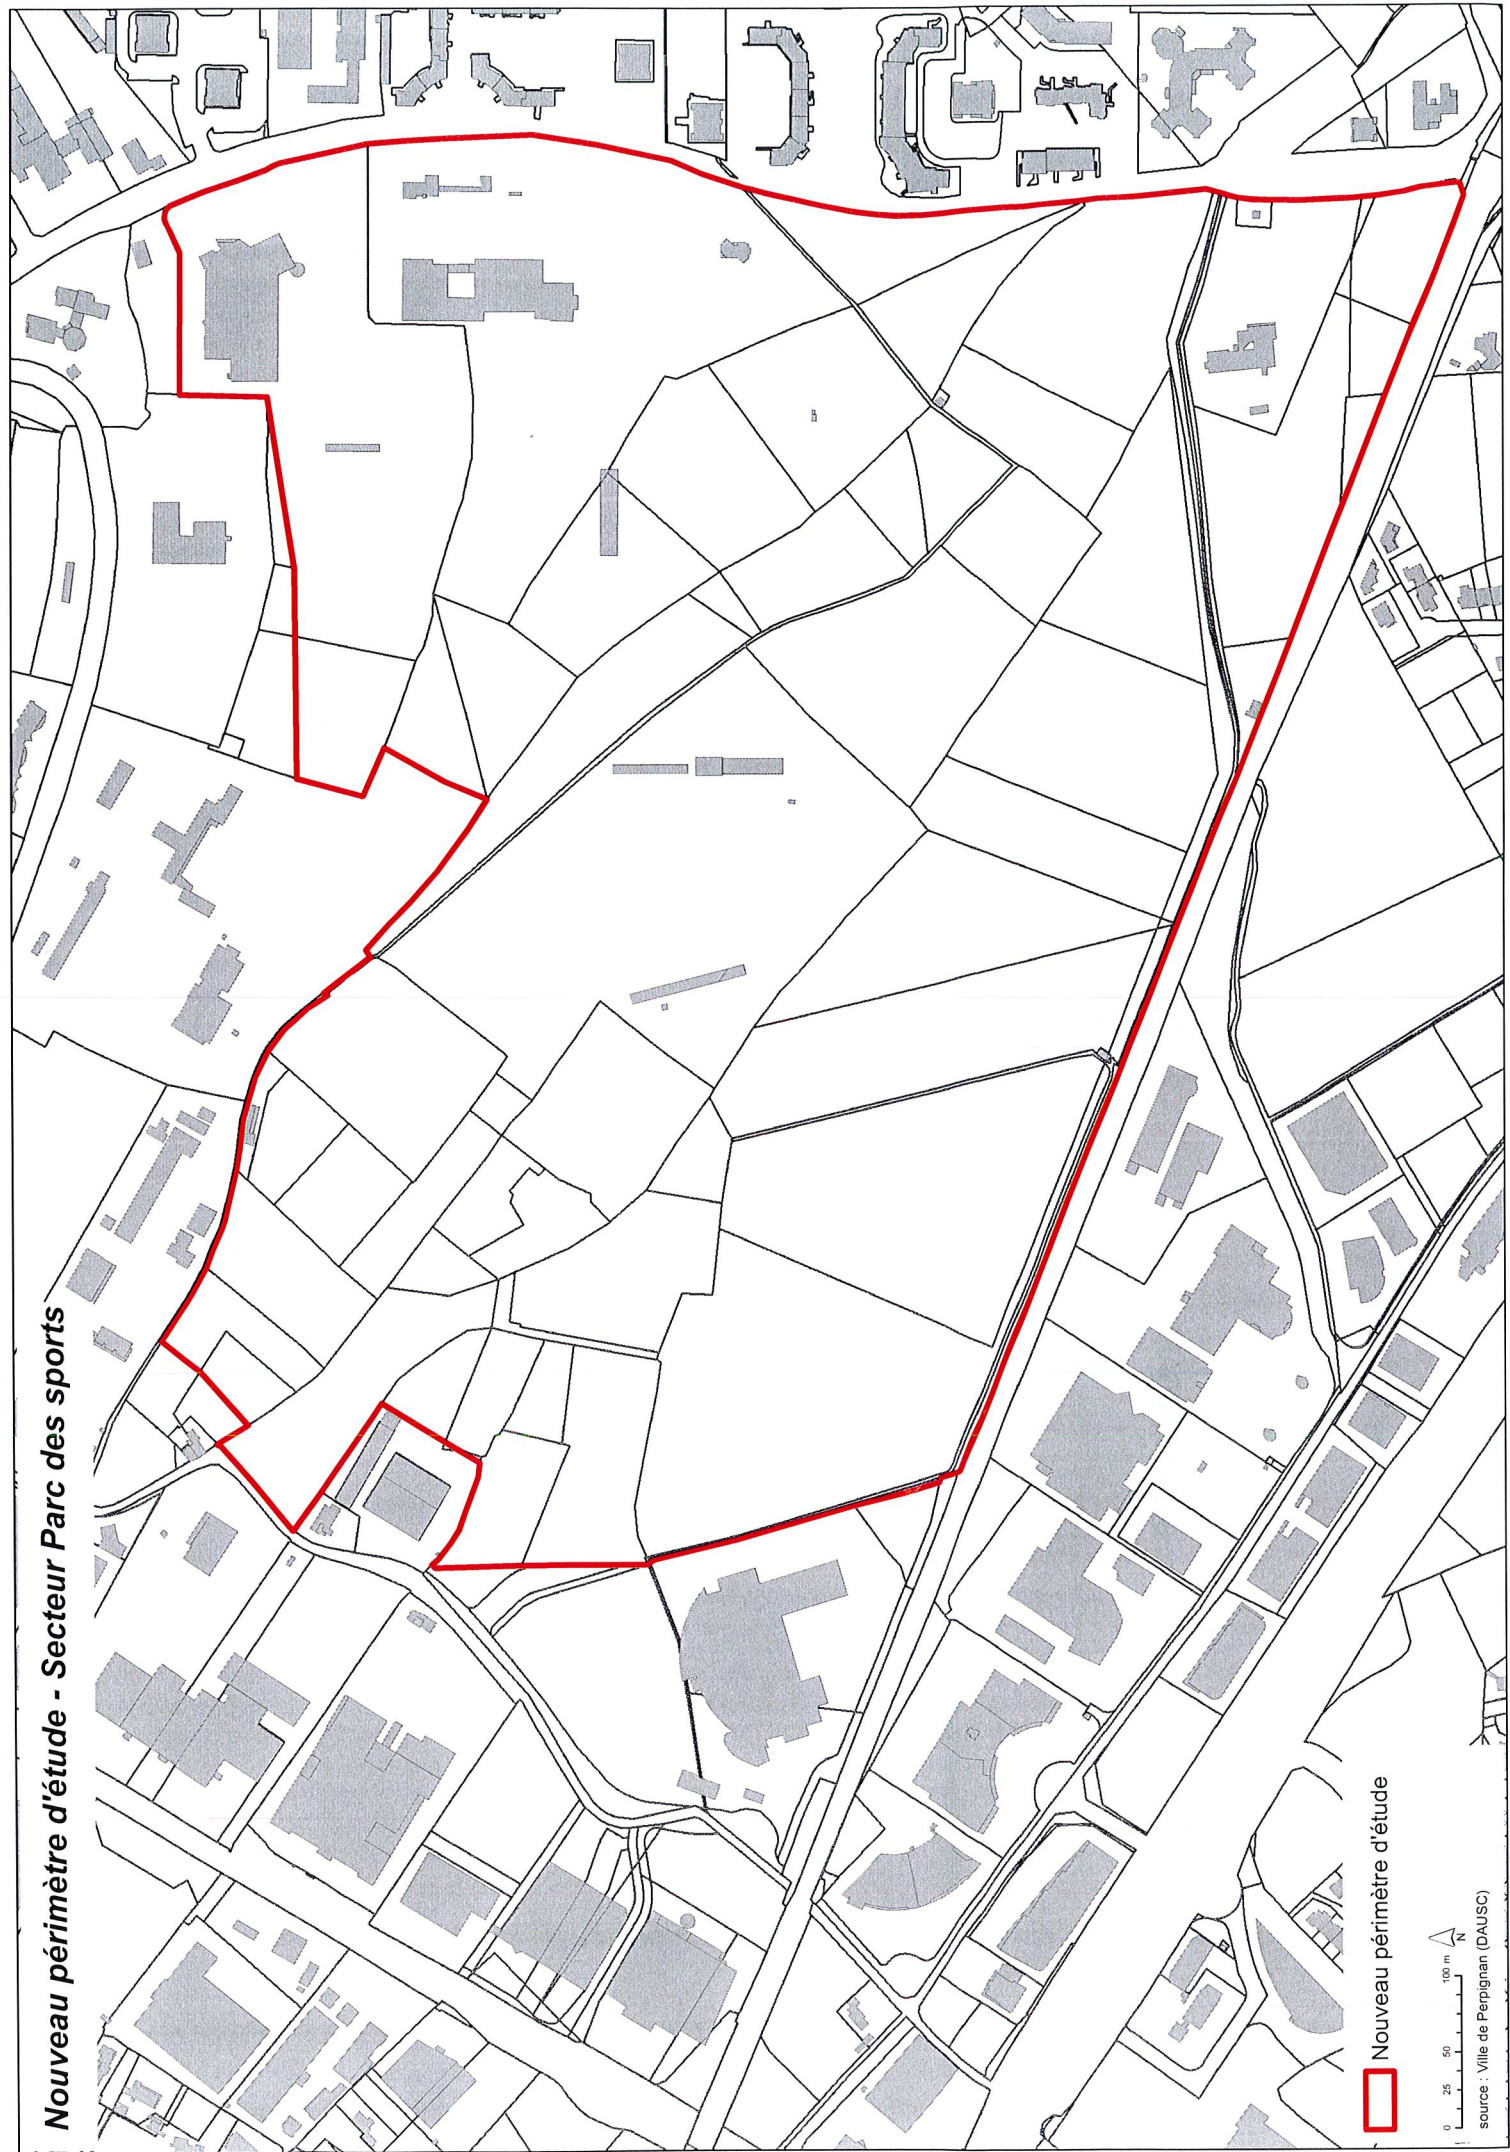 Nouveau périmètre d'étude - Secteur Parc des sports
Nouveau périmètre d'étude
0 25 50 100 m
N
source : Ville de Perpignan (DAUSC)